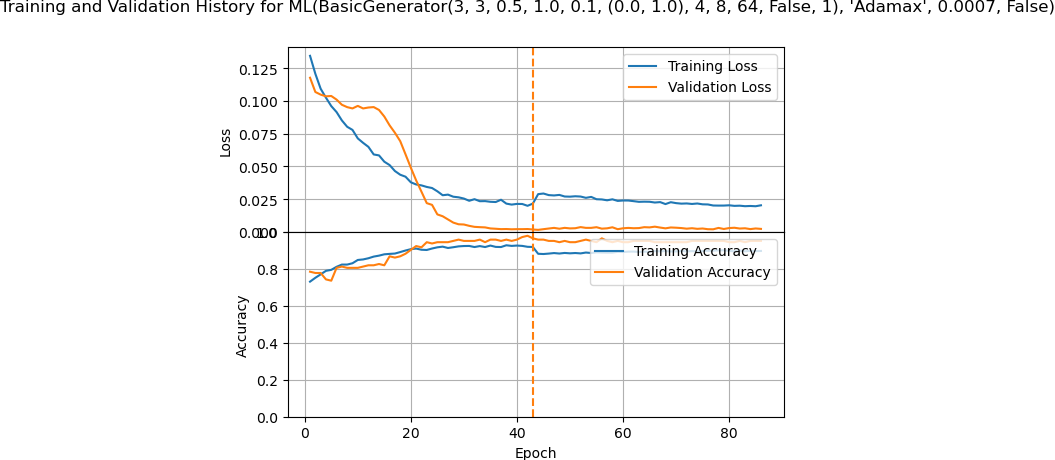 Training and Validation History for ML(BasicGenerator(3, 3, 0.5, 1.0, 0.1, (0.0, 1.0), 4, 8, 64, False, 1), 'Adamax', 0.0007, False)
Training Loss
Validation Loss
0.125
0.100
0.075
0.050
0.025
0.000
Loss
1.0
0.8
0.6
0.4
0.2
0.0
Accuracy
Training Accuracy
Validation Accuracy
0 20 40 60 80
Epoch